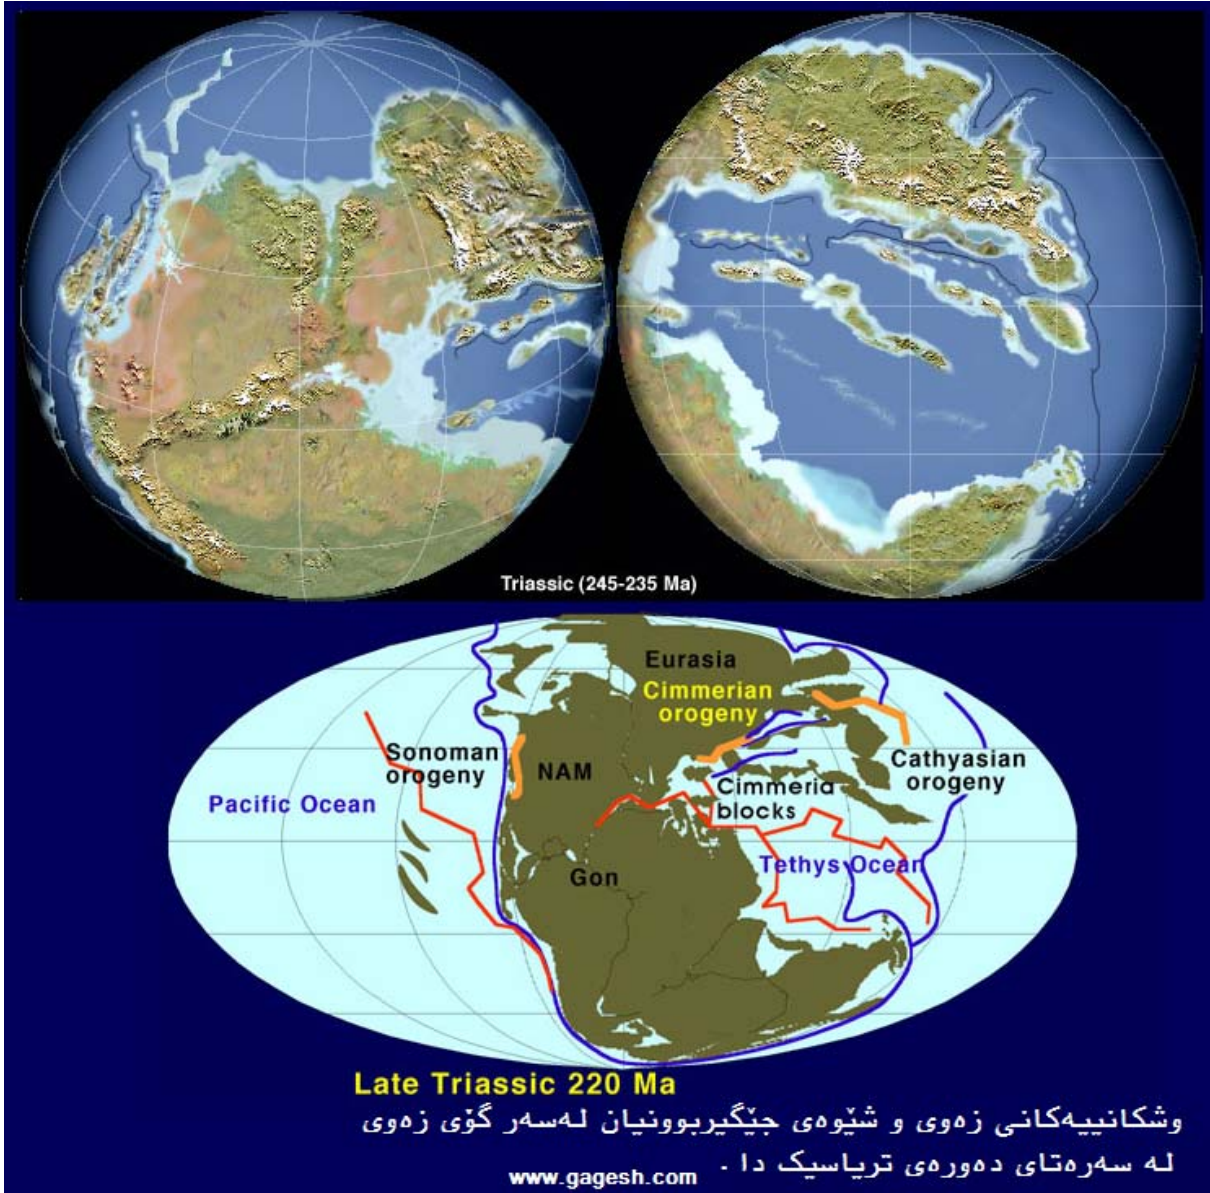 Triassic (245-235 Ma)
Eurasia
Cimmerian
orogeny
Sonoman
orogeny
NAM
Cathyasian
orogeny
Cimmeria
blocks
Pacific Ocean
Tethys Ocean
Gon
Late Triassic 220 Ma
وشکانییەکانی زەوی و شێوەی جێگیربوونیان لەسەر گۆی زەوی
لە سەرەتای دەورەی تریاسیک دا .
www.gagesh.com